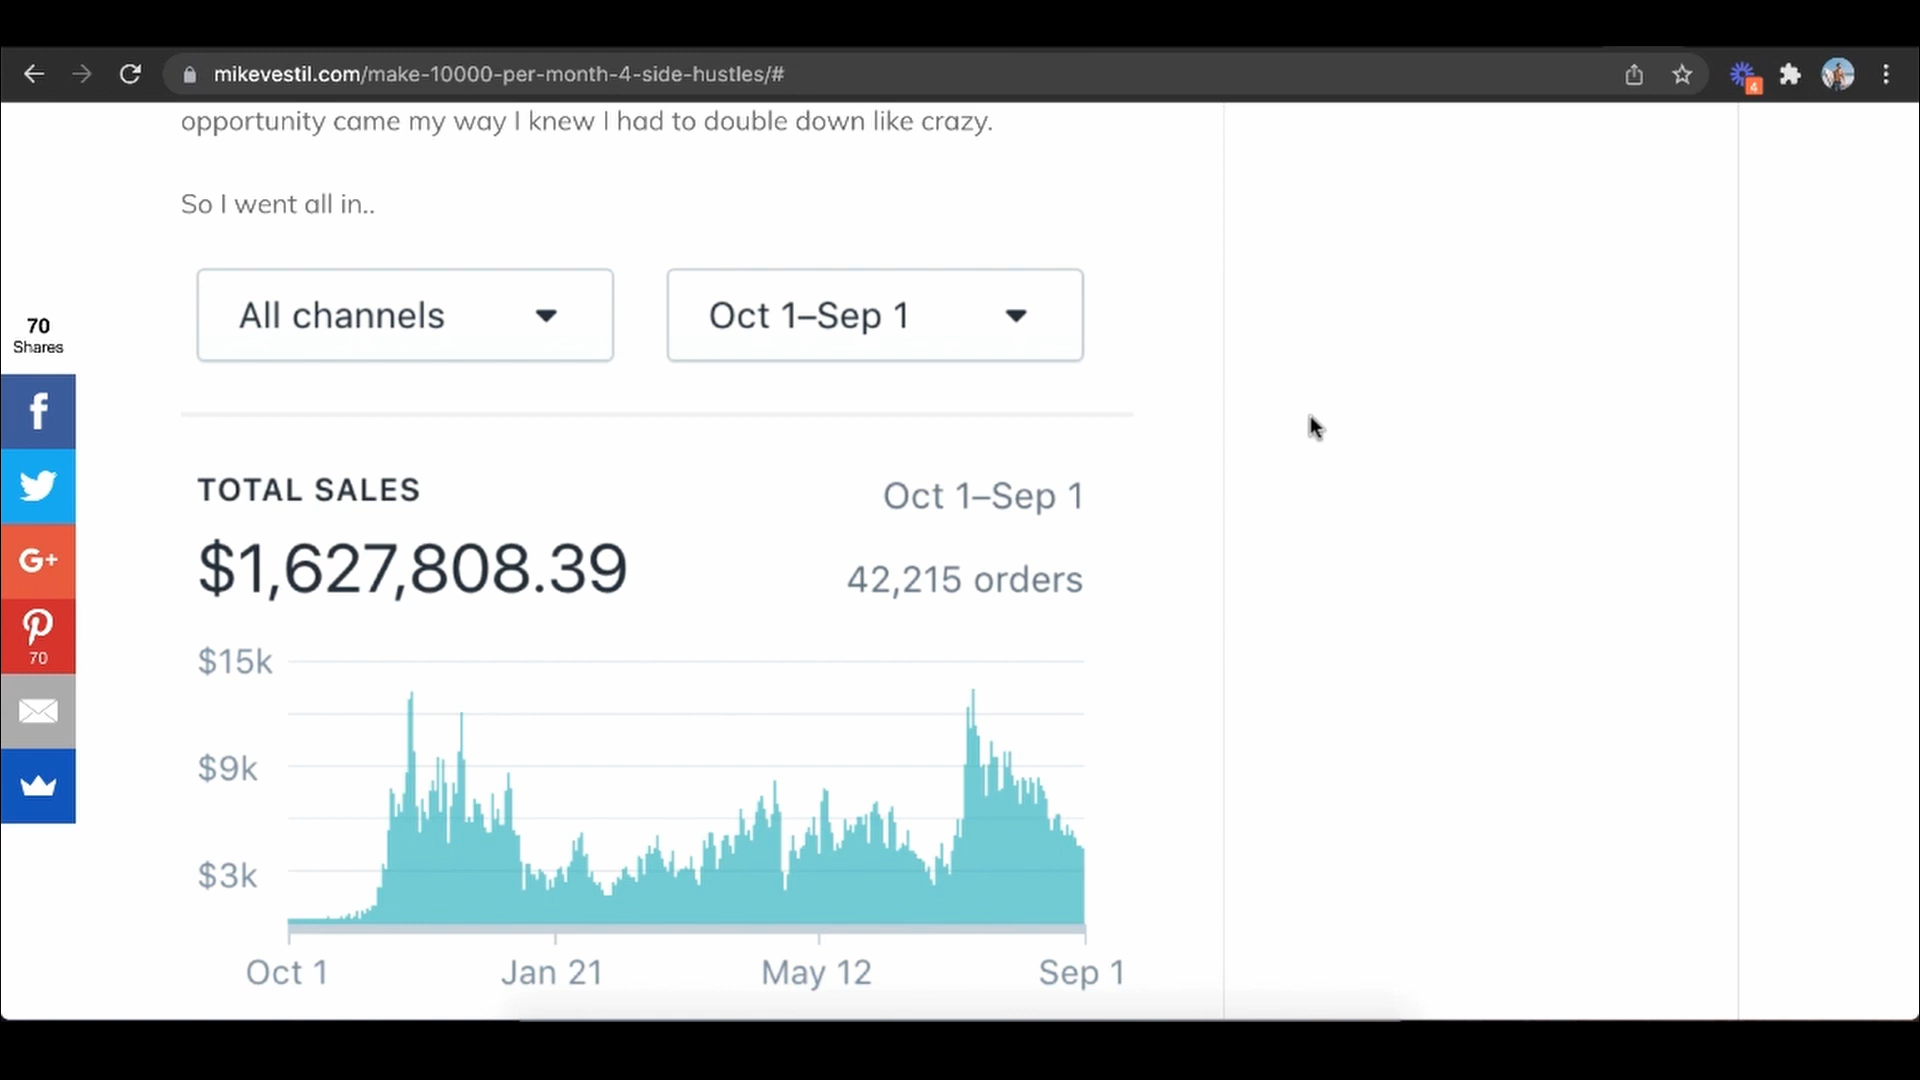 mikevestil.com/make-10000-per-month-4-side-hustles/#
4
opportunity came my way I knew I had to double down like crazy.
So I went all in..
All channels
Oct 1–Sep 1
70
Shares
f
G+
70
TOTAL SALES
Oct 1–Sep 1
$1,627,808.39
42,215 orders
$15k
$9k
$3k
Oct 1
Jan 21
May 12
Sep 1